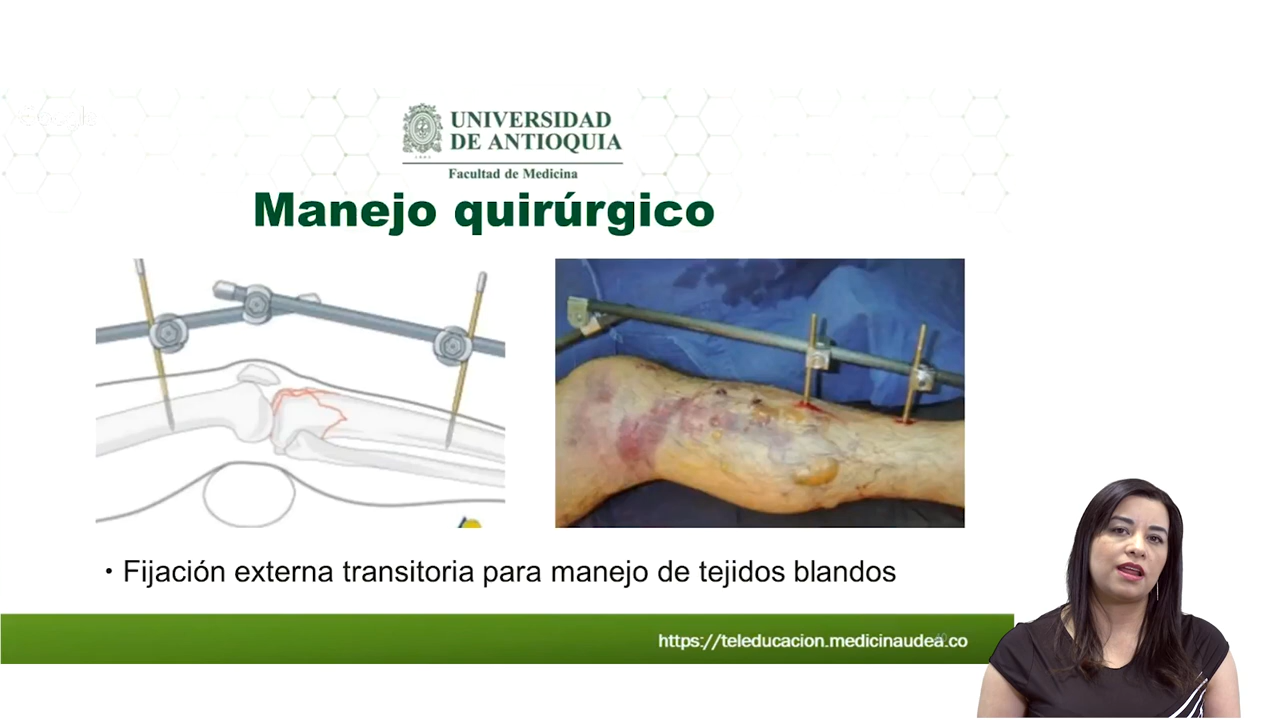 UNIVERSIDAD
DE ANTIOQUIA
1803
Facultad de Medicina
Manejo quirúrgico
• Fijación externa transitoria para manejo de tejidos blandos
https://teleducacion.medicinaudea.co